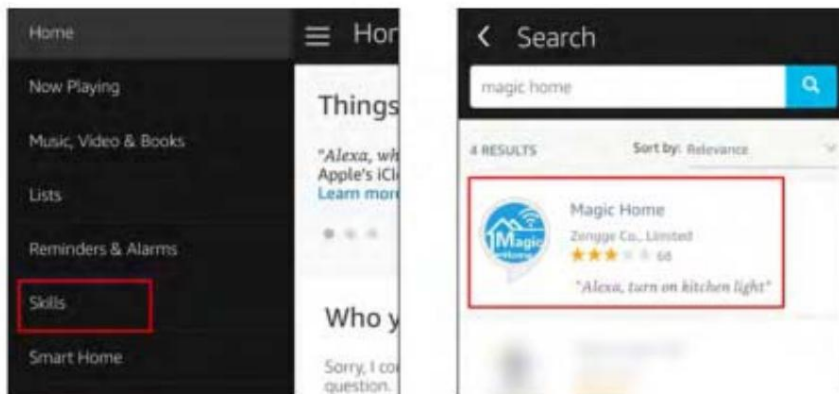 Home
Now Playing
Music, Video & Books
Lists
Reminders & Alarms
Skills
Smart Home
Hor
Things
"Alexa, wh
Apple's iCl
Learn mor
Who y
Sorry, I co
question.
Search
magic home
4 RESULTS
Sort by: Relevance
Magic Home
Zengge Co., Limited
68
"Alexa, turn on kitchen light"
Magic